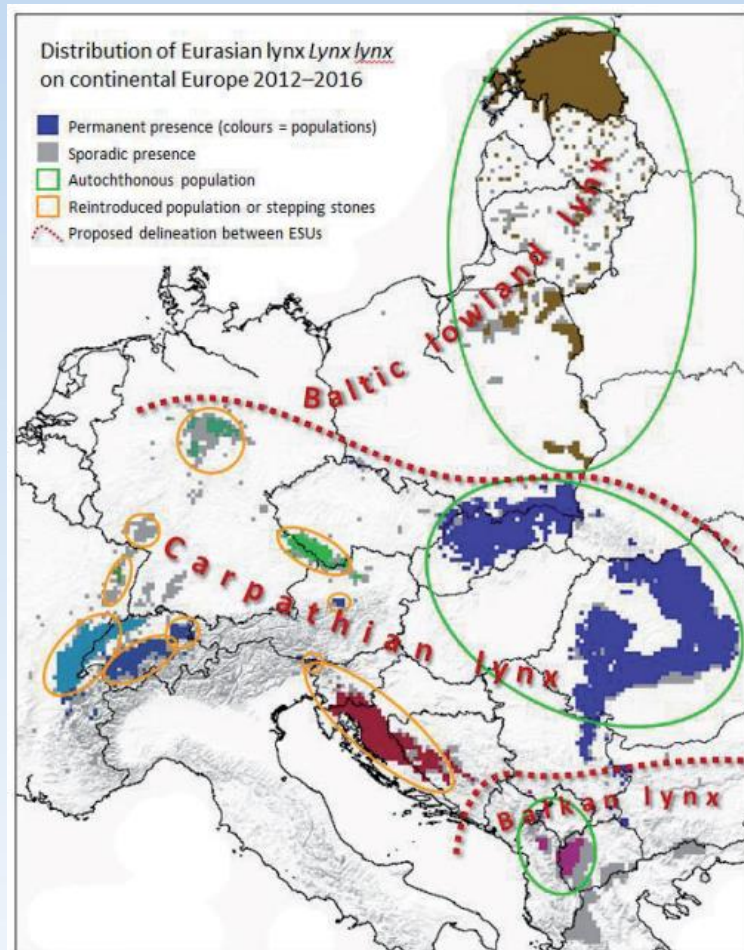 Distribution of Eurasian lynx Lynx lynx
on continental Europe 2012–2016
Permanent presence (colours = populations)
Sporadic presence
Autochthonous population
Reintroduced population or stepping stones
Proposed delineation between ESUs
Baltic lowland lynx
Carpathian lynx
Balkan lynx